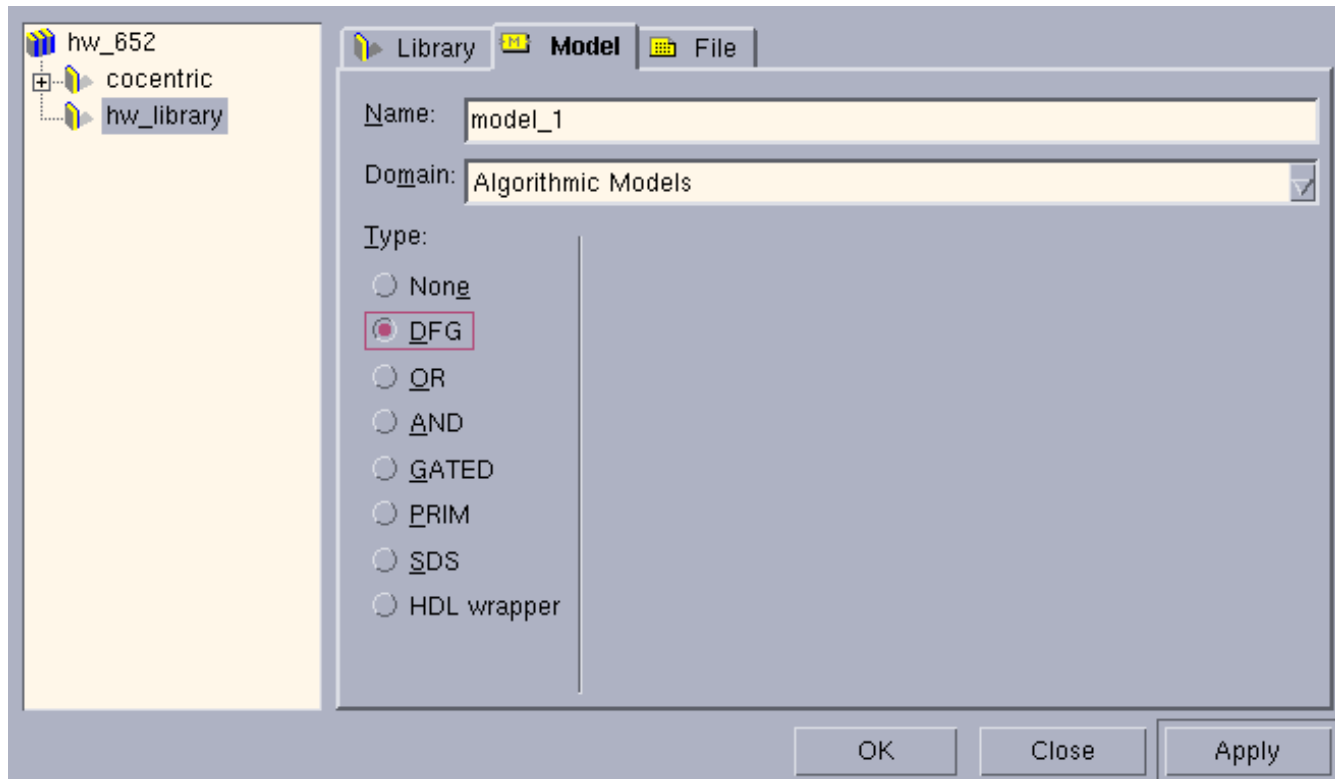 hw_652
cocentric
hw_library
Library
Model
File
Name:
model_1
Domain:
Algorithmic Models
Type:
None
DFG
OR
AND
GATED
PRIM
SDS
HDL wrapper
OK
Close
Apply